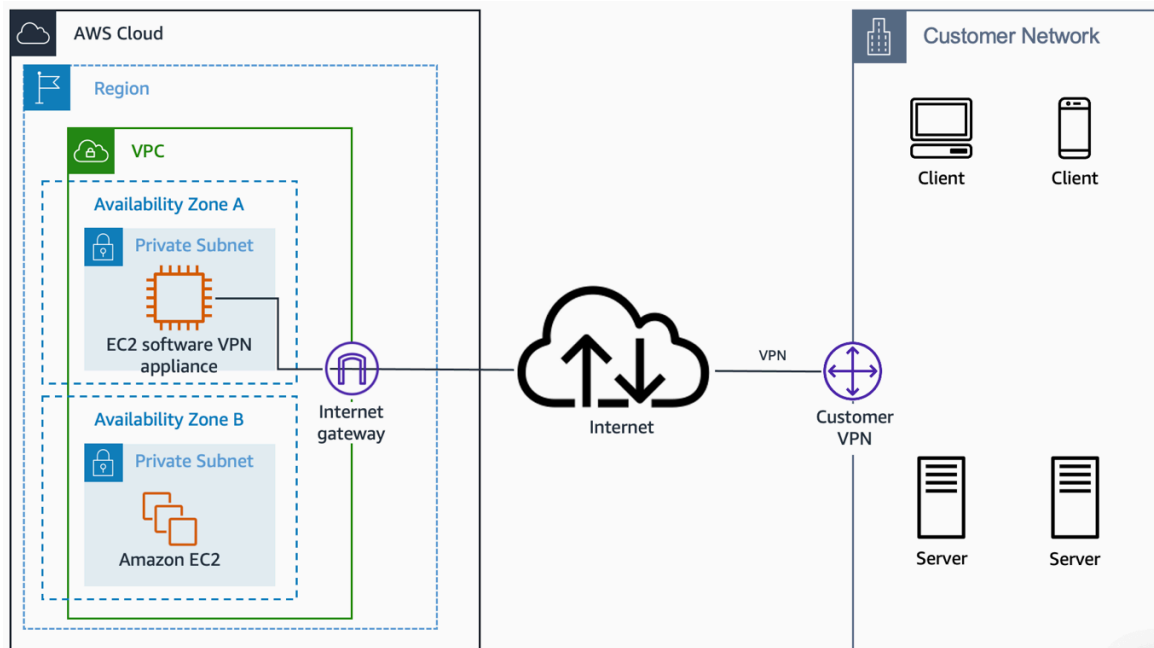 AWS Cloud
Region
VPC
Availability Zone A
Private Subnet
EC2 software VPN
appliance
Availability Zone B
Private Subnet
Amazon EC2
Internet
gateway
Internet
VPN
Customer
VPN
Customer Network
Client
Client
Server
Server